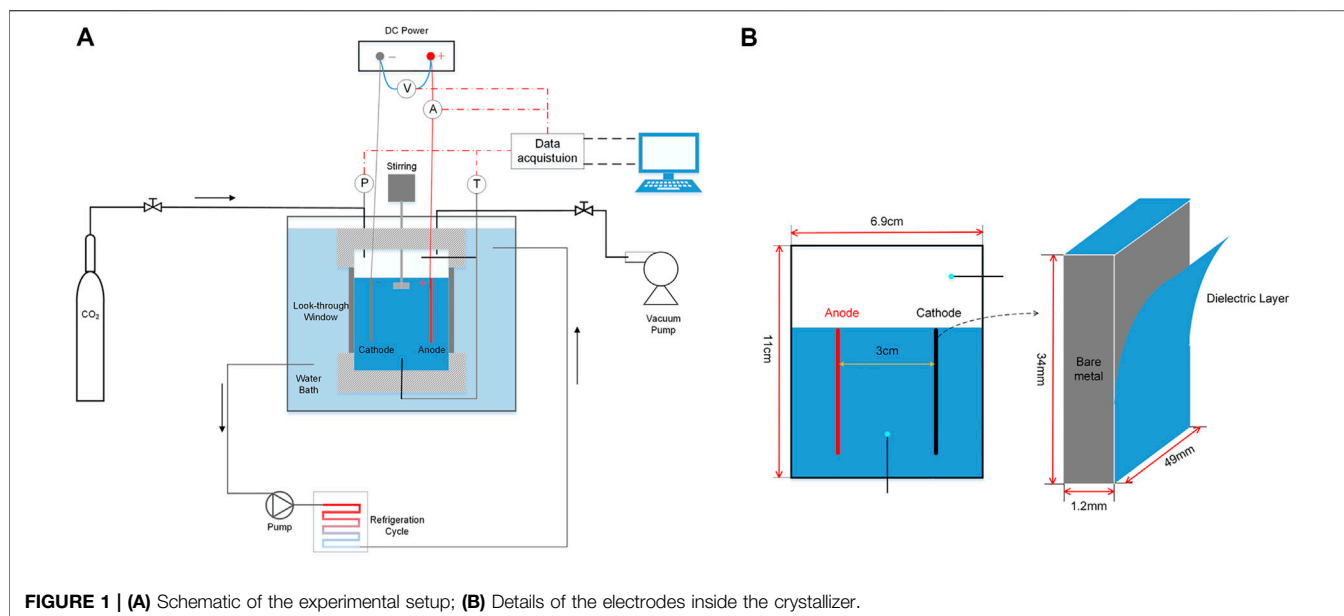 A
DC Power
−
+
V
A
Data
acquistuion
Stirring
P
T
CO₂
Look-through
Window
−
+
Cathode
Anode
Water
Bath
Vacuum
Pump
Pump
Refrigeration
Cycle
B
6.9cm
11cm
Anode
Cathode
3cm
Dielectric Layer
34mm
Bare
metal
49mm
1.2mm
FIGURE 1 | (A) Schematic of the experimental setup; (B) Details of the electrodes inside the crystallizer.